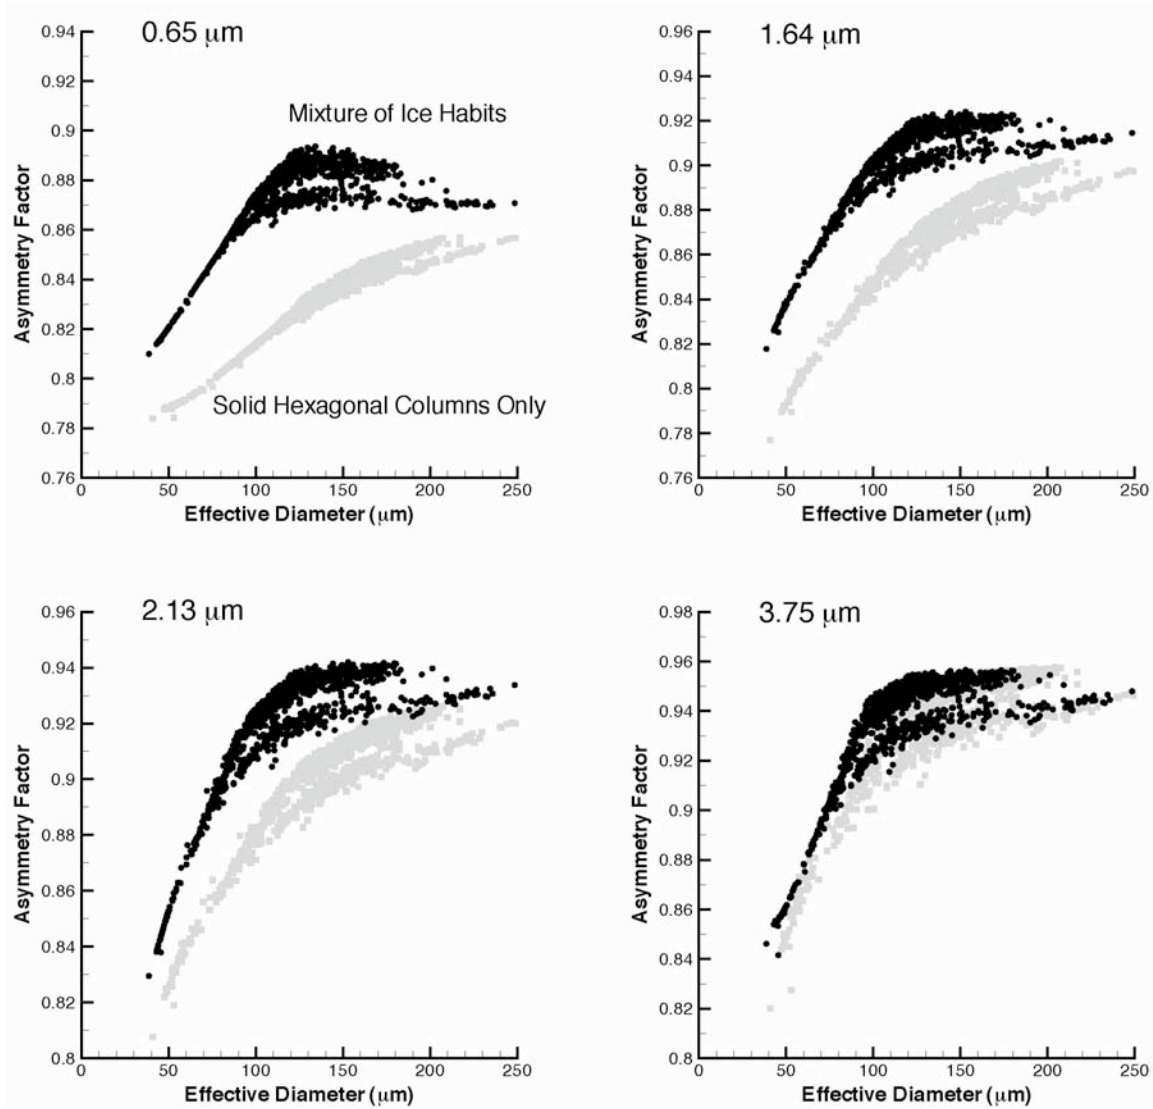 0.65 μm
0.94
0.92
0.9
0.88
0.86
0.84
0.82
0.8
0.78
0.76
Asymmetry Factor
Mixture of Ice Habits
Solid Hexagonal Columns Only
0 50 100 150 200 250
Effective Diameter (μm)
1.64 μm
0.96
0.94
0.92
0.9
0.88
0.86
0.84
0.82
0.8
0.78
0.76
Asymmetry Factor
0 50 100 150 200 250
Effective Diameter (μm)
2.13 μm
0.96
0.94
0.92
0.9
0.88
0.86
0.84
0.82
0.8
Asymmetry Factor
0 50 100 150 200 250
Effective Diameter (μm)
3.75 μm
0.98
0.96
0.94
0.92
0.9
0.88
0.86
0.84
0.82
0.8
Asymmetry Factor
0 50 100 150 200 250
Effective Diameter (μm)